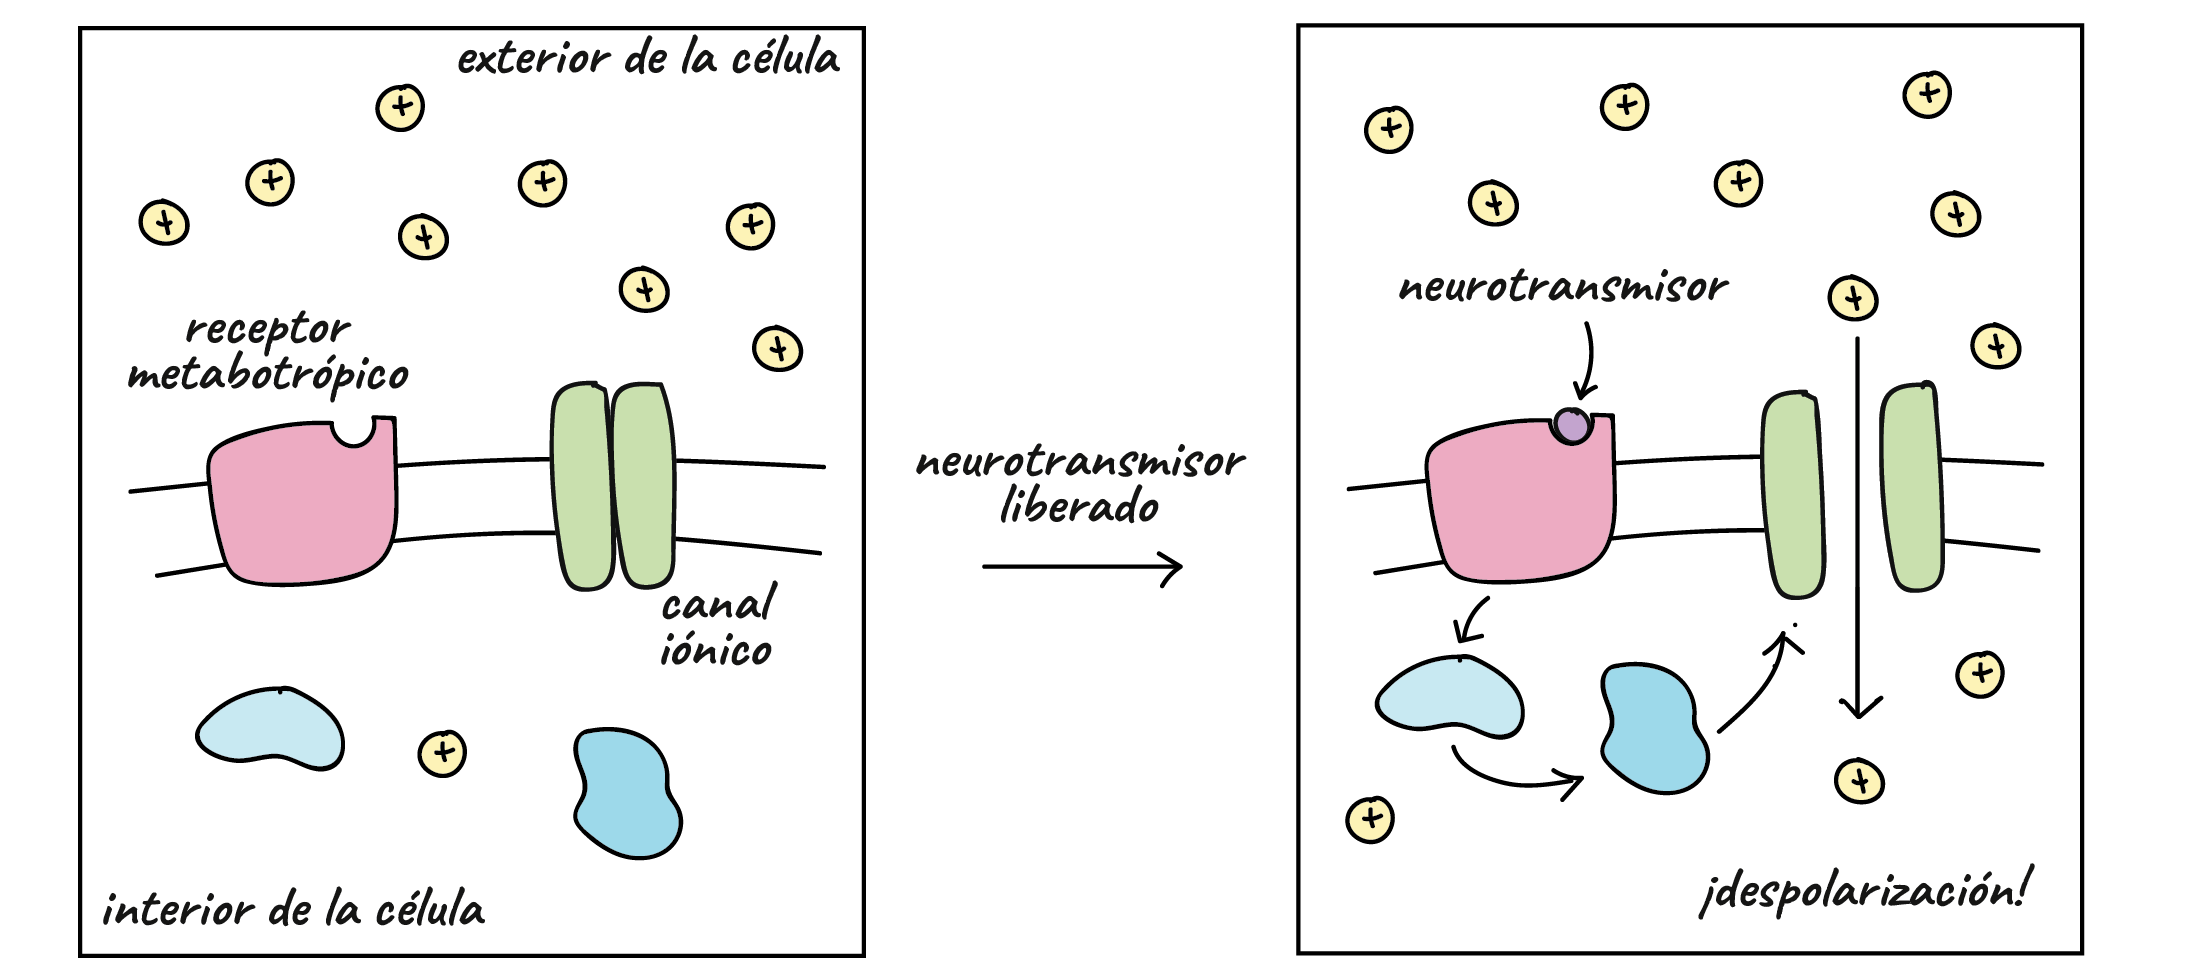 exterior de la célula
receptor
metabotrópico
canal
iónico
interior de la célula
neurotransmisor
liberado
neurotransmisor
¡despolarización!